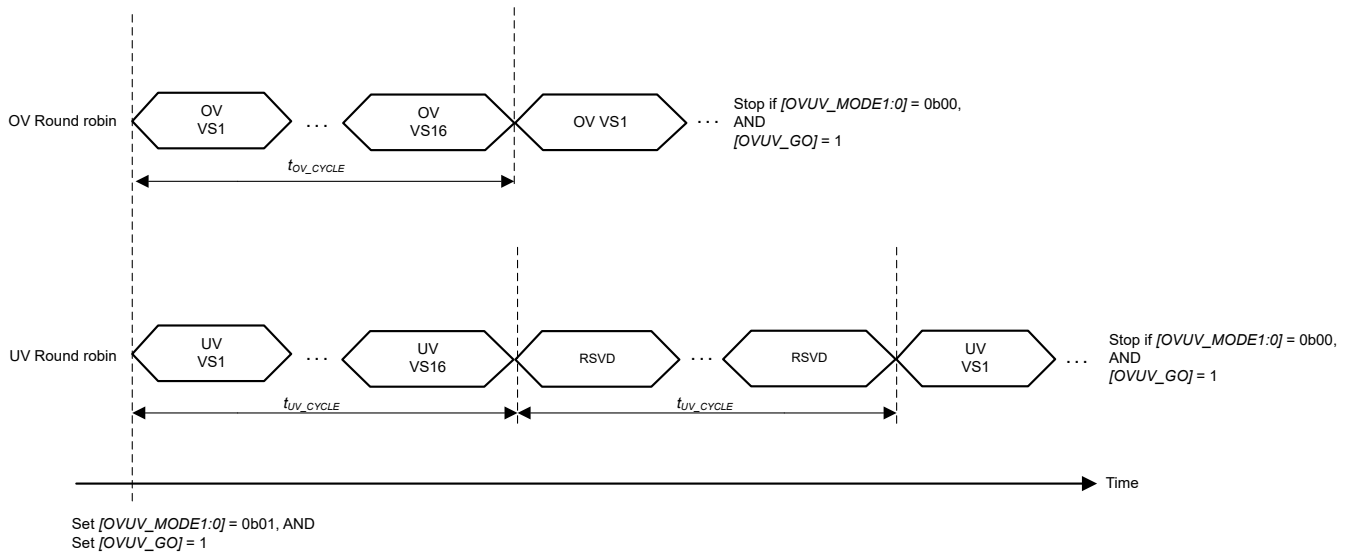 OV Round robin
OV
VS1
. . .
OV
VS16
OV VS1
. . .
Stop if [OVUV_MODE1:0] = 0b00,
AND
[OVUV_GO] = 1
tOV_CYCLE
UV Round robin
UV
VS1
. . .
UV
VS16
RSVD
. . .
RSVD
UV
VS1
. . .
Stop if [OVUV_MODE1:0] = 0b00,
AND
[OVUV_GO] = 1
tUV_CYCLE
tUV_CYCLE
Time
Set [OVUV_MODE1:0] = 0b01, AND
Set [OVUV_GO] = 1